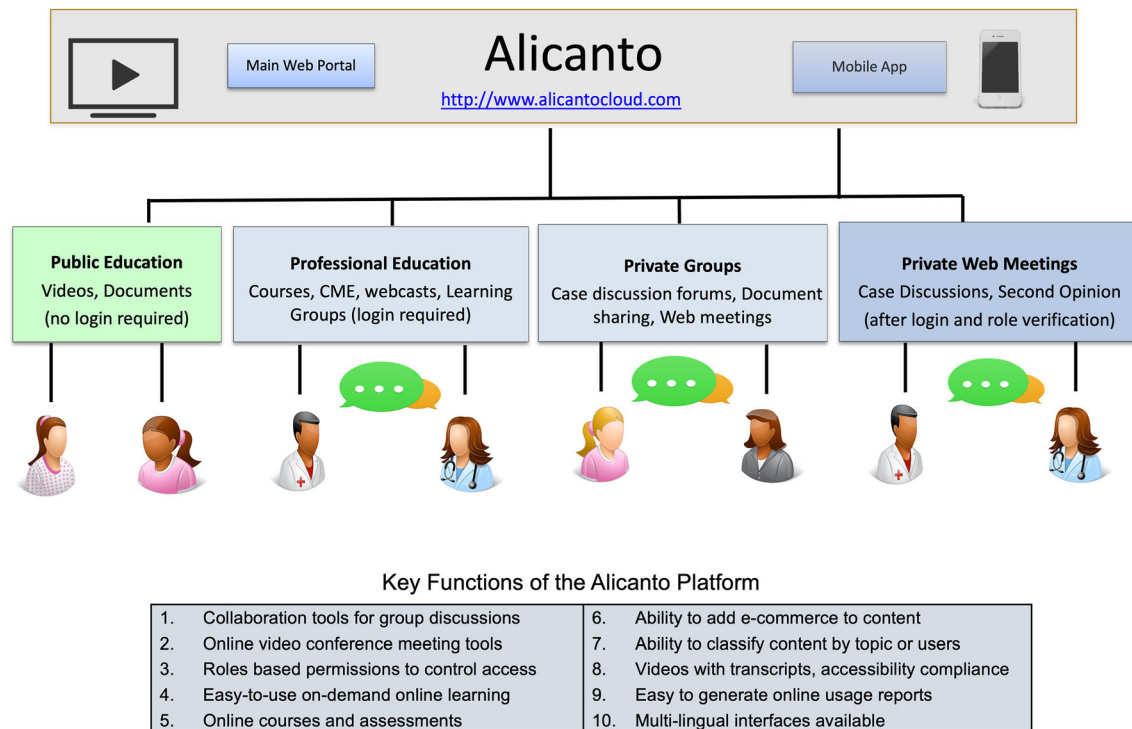 Alicanto
Main Web Portal
http://www.alicantocloud.com
Mobile App
Public Education
Videos, Documents
(no login required)
Professional Education
Courses, CME, webcasts, Learning
Groups (login required)
Private Groups
Case discussion forums, Document
sharing, Web meetings
Private Web Meetings
Case Discussions, Second Opinion
(after login and role verification)
Key Functions of the Alicanto Platform
1. Collaboration tools for group discussions
2. Online video conference meeting tools
3. Roles based permissions to control access
4. Easy-to-use on-demand online learning
5. Online courses and assessments
6. Ability to add e-commerce to content
7. Ability to classify content by topic or users
8. Videos with transcripts, accessibility compliance
9. Easy to generate online usage reports
10. Multi-lingual interfaces available